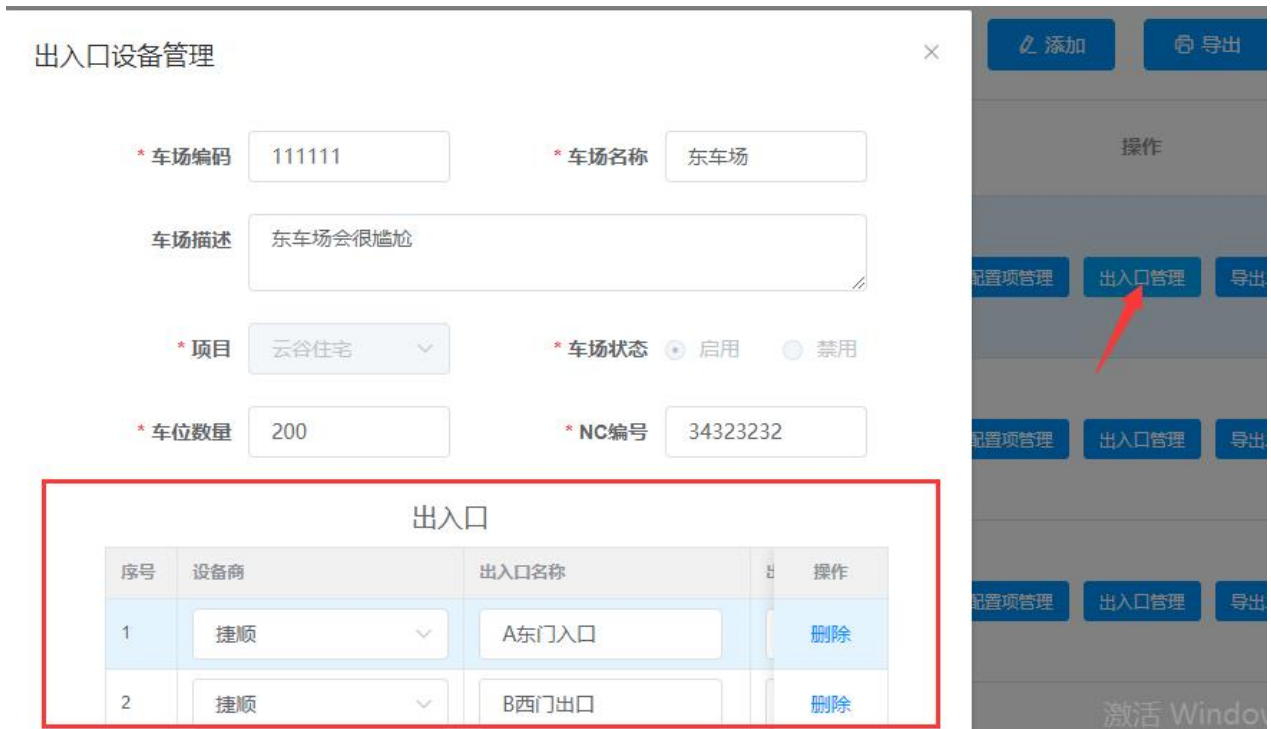 出入口设备管理
添加 导出
* 车场编码 111111 * 车场名称 东车场
操作
车场描述 东车场会很尴尬
配置项管理 出入口管理 导出
* 项目 云谷住宅 * 车场状态 启用 禁用
* 车位数量 200 * NC编号 34323232
配置项管理 出入口管理 导出
出入口
序号 设备商 出入口名称 操作
配置项管理 出入口管理 导出
1 捷顺 A东门入口 删除
2 捷顺 B西门出口 删除
激活 Window